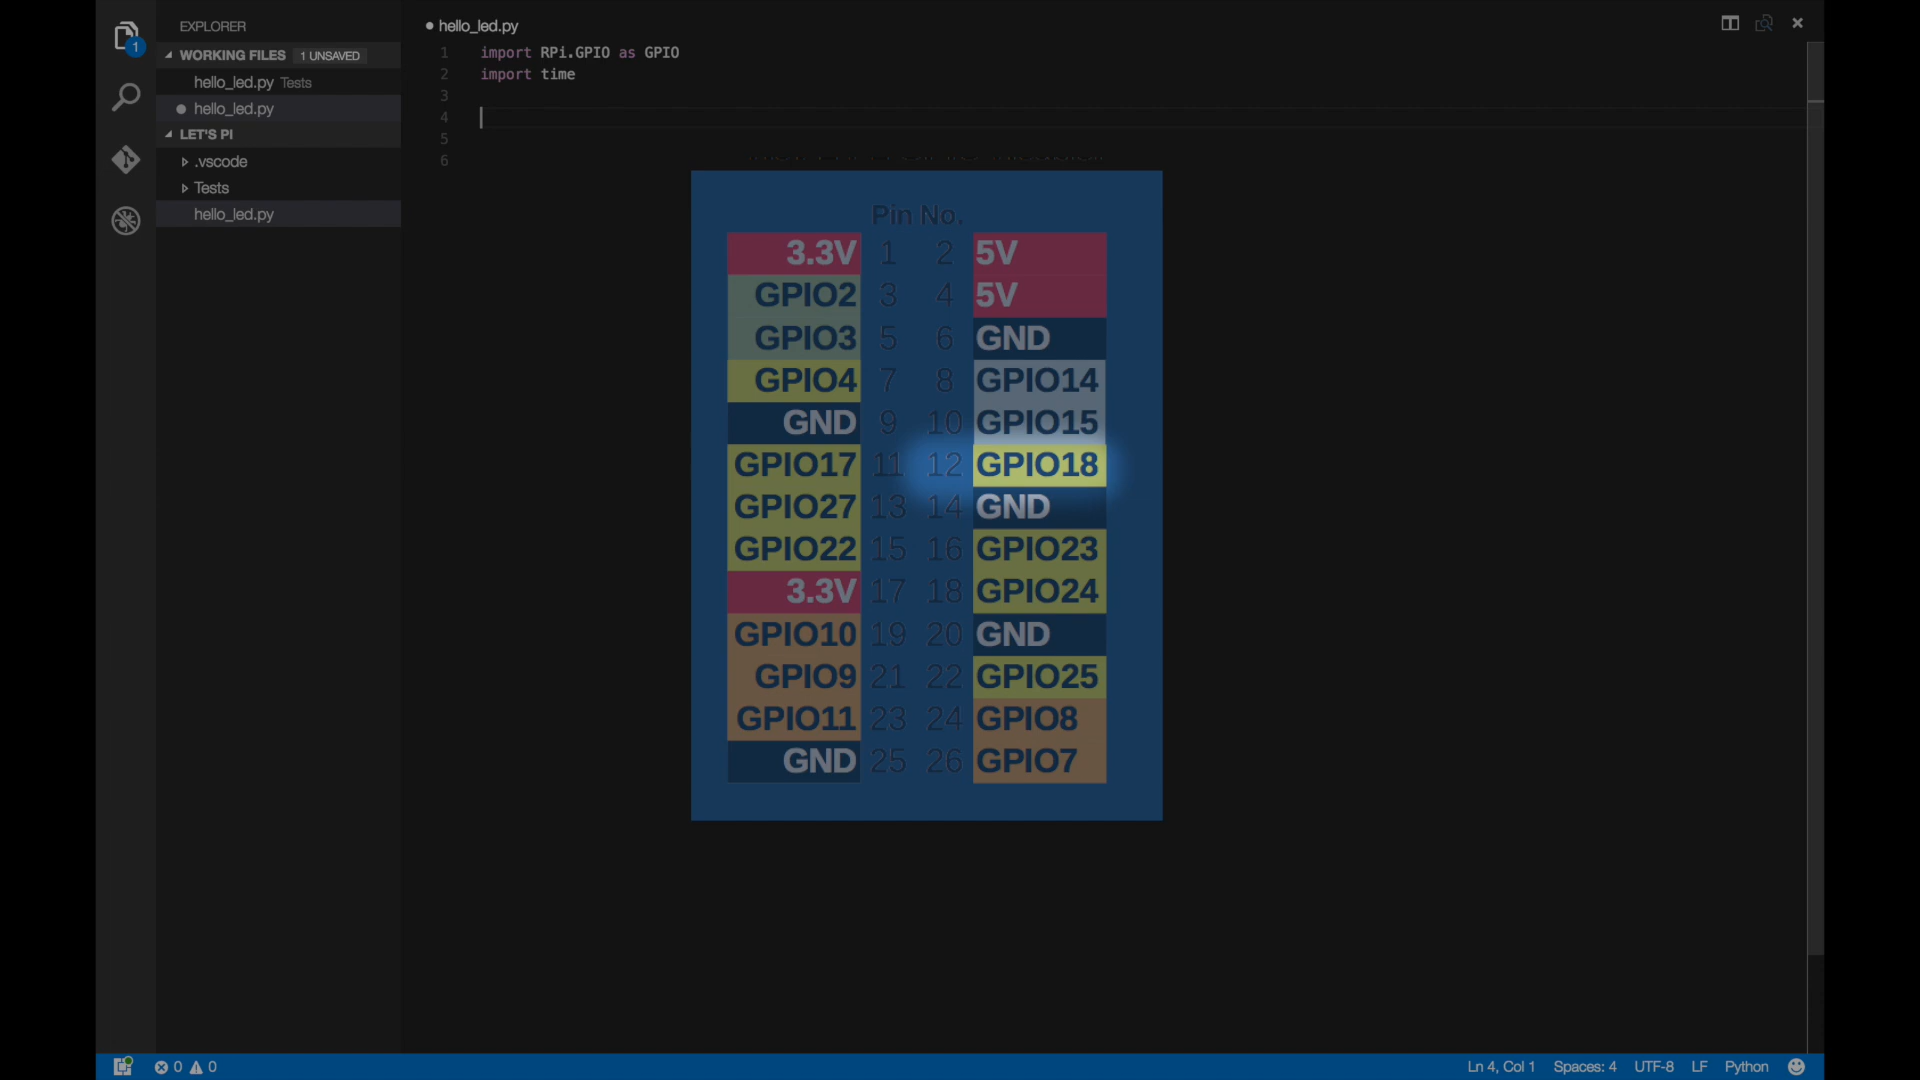 EXPLORER
WORKING FILES 1 UNSAVED
hello_led.py Tests
hello_led.py
LET'S PI
.vscode
Tests
hello_led.py
1
hello_led.py
1 import RPi.GPIO as GPIO
2 import time
3
4
5
6
Pin No.
3.3V 1 2 5V
GPIO2 3 4 5V
GPIO3 5 6 GND
GPIO4 7 8 GPIO14
GND 9 10 GPIO15
GPIO17 11 12 GPIO18
GPIO27 13 14 GND
GPIO22 15 16 GPIO23
3.3V 17 18 GPIO24
GPIO10 19 20 GND
GPIO9 21 22 GPIO25
GPIO11 23 24 GPIO8
GND 25 26 GPIO7
0 0 Ln 4, Col 1 Spaces: 4 UTF-8 LF Python